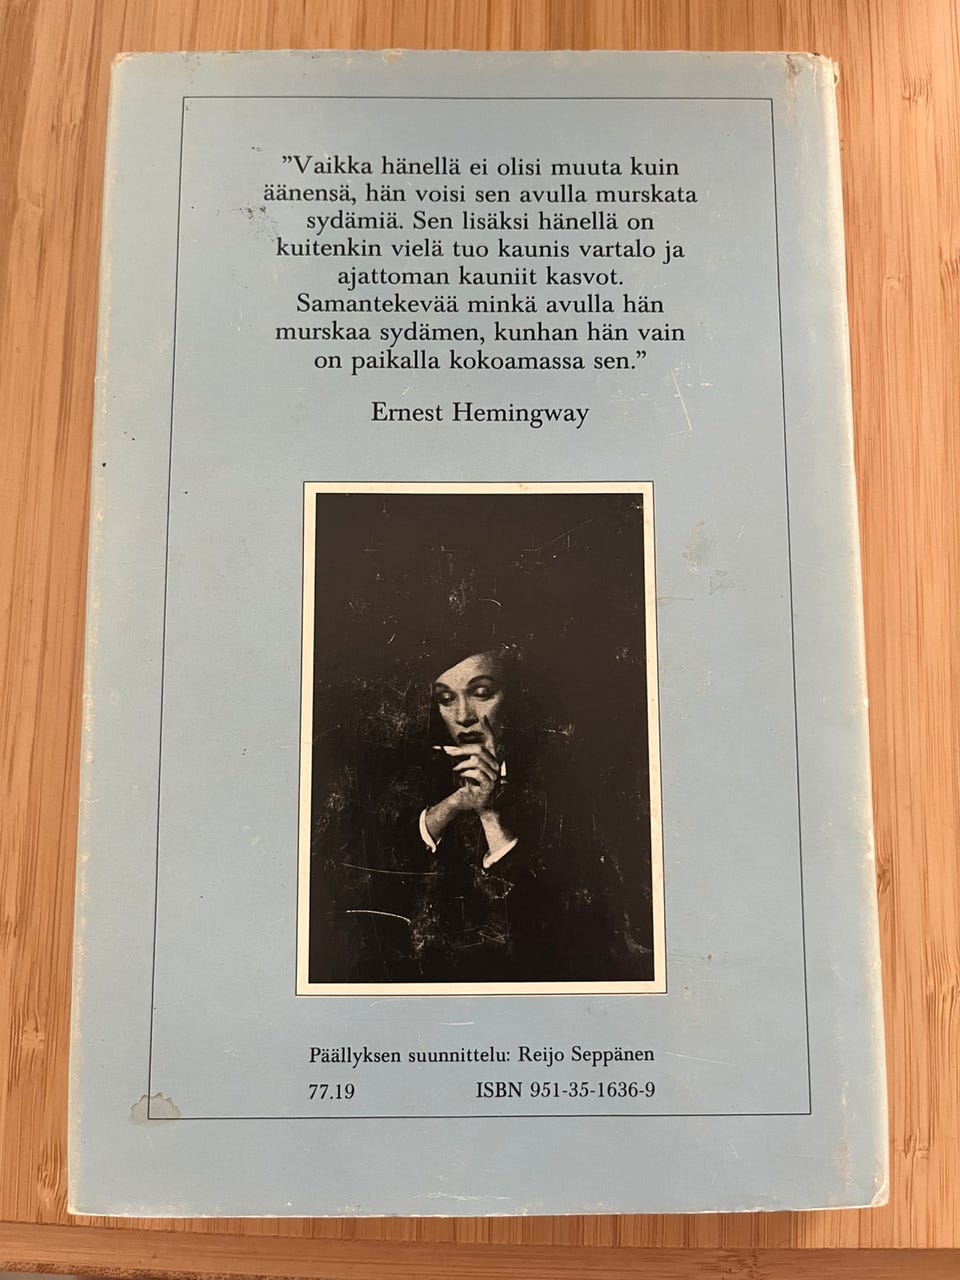 ”Vaikka hänellä ei olisi muuta kuin
äänensä, hän voisi sen avulla murskata
sydämiä. Sen lisäksi hänellä on
kuitenkin vielä tuo kaunis vartalo ja
ajattoman kauniit kasvot.
Samantekevää minkä avulla hän
murskaa sydämen, kunhan hän vain
on paikalla kokoamassa sen.”
Ernest Hemingway
Päällyksen suunnittelu: Reijo Seppänen
77.19 ISBN 951-35-1636-9